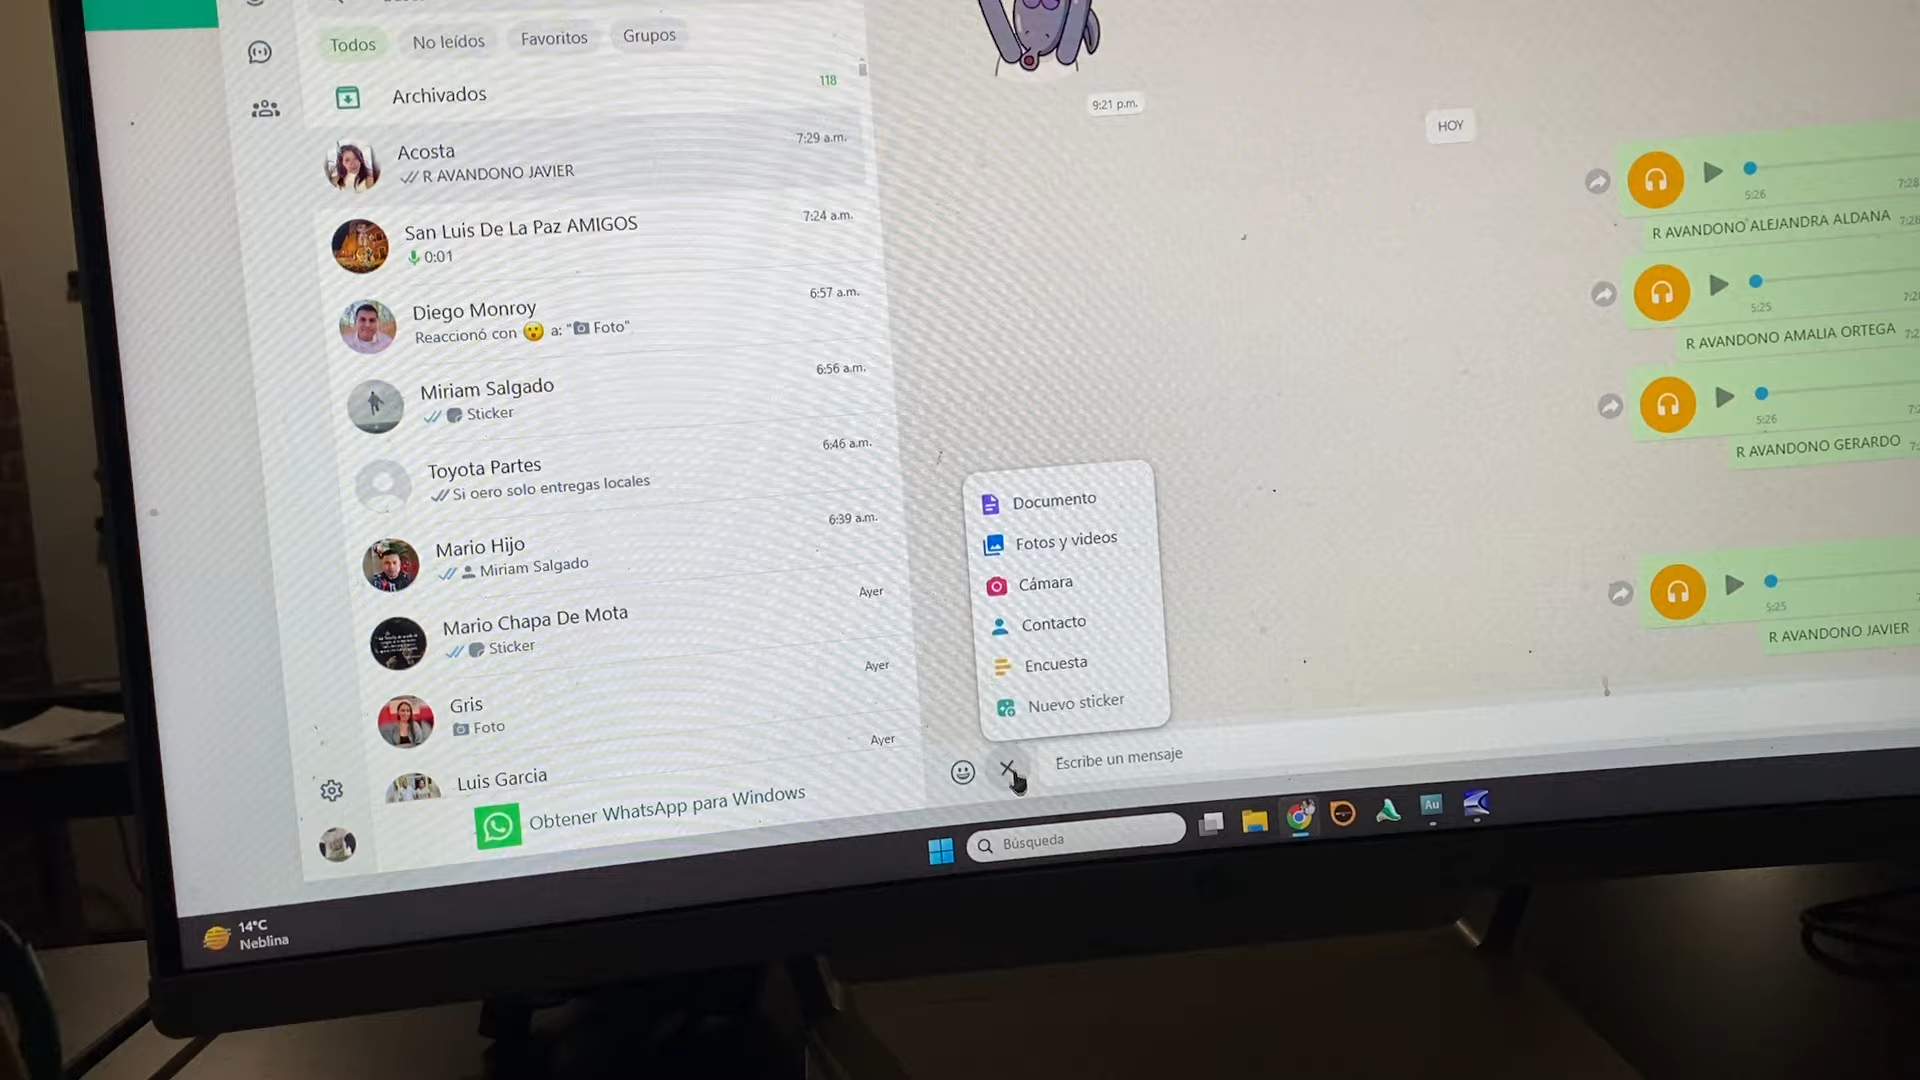 Todos
No leídos
Favoritos
Grupos
Archivados
118
Acosta
7:29 a.m.
R AVANDONO JAVIER
San Luis De La Paz AMIGOS
7:24 a.m.
0:01
Diego Monroy
6:57 a.m.
Reaccionó con 😮 a: "Foto"
Miriam Salgado
6:56 a.m.
Sticker
Toyota Partes
6:46 a.m.
Si oero solo entregas locales
Mario Hijo
6:39 a.m.
Miriam Salgado
Mario Chapa De Mota
Ayer
Sticker
Gris
Ayer
Foto
Luis Garcia
Ayer
Obtener WhatsApp para Windows
9:21 p.m.
HOY
5:26
7:28
R AVANDONO ALEJANDRA ALDANA
5:25
R AVANDONO AMALIA ORTEGA
5:26
R AVANDONO GERARDO
5:25
R AVANDONO JAVIER
Documento
Fotos y videos
Cámara
Contacto
Encuesta
Nuevo sticker
Escribe un mensaje
Búsqueda
Au
14°C
Neblina